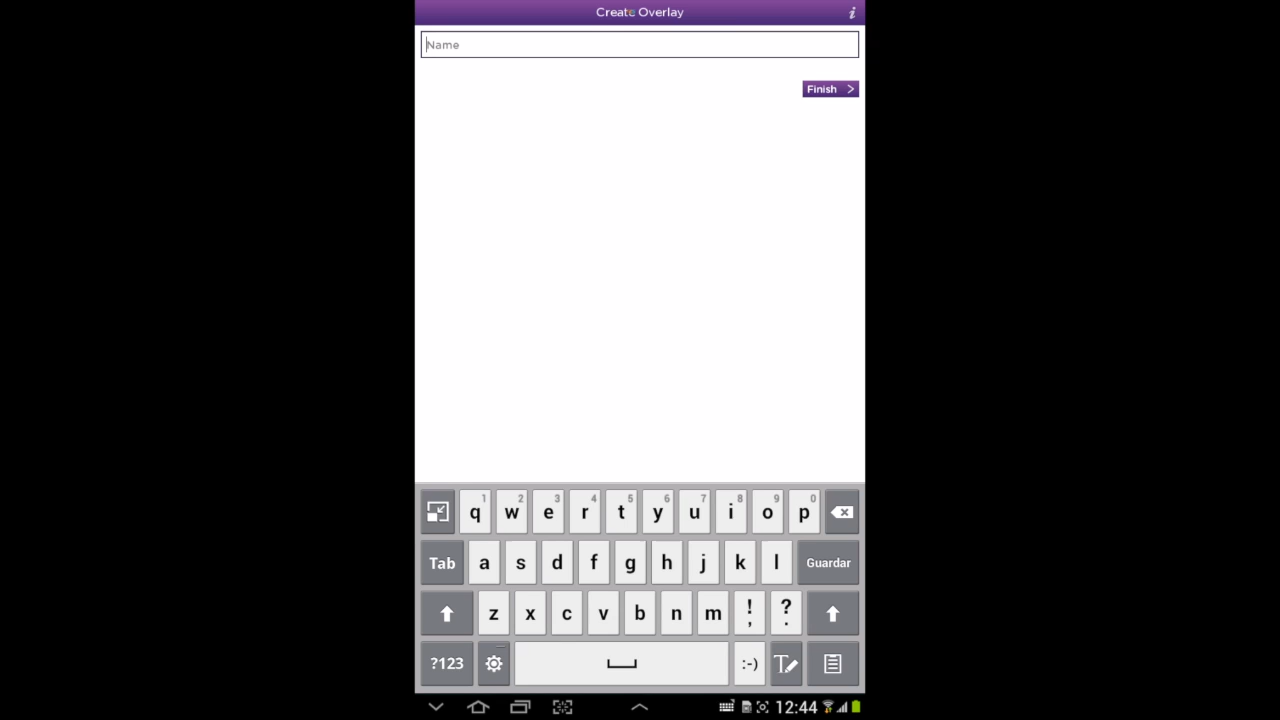 Create Overlay i
Name
Finish
1 2 3 4 5 6 7 8 9 0
q w e r t y u i o p
Tab a s d f g h j k l Guardar
z x c v b n m ! , ? .
?123 :-) T
12:44